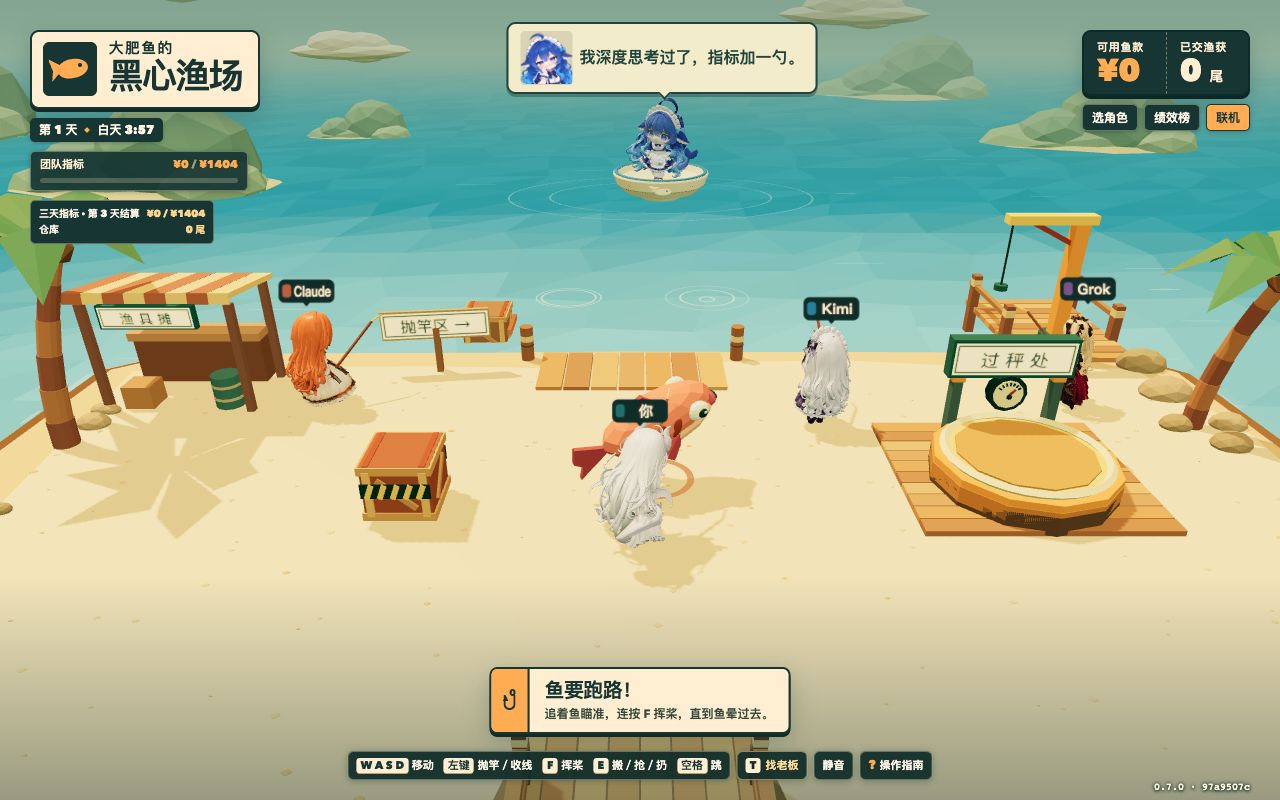 大肥鱼的
黑心渔场
第 1 天 • 白天 3:57
团队指标 ¥0 / ¥1404
三天指标 • 第 3 天结算 ¥0 / ¥1404
仓库 0 尾
我深度思考过了，指标加一勺。
可用鱼款 ¥0
已交渔获 0 尾
选角色 绩效榜 联机
渔具摊
Claude
抛竿区 →
Kimi
Grok
过秤处
你
鱼要跑路！
追着鱼瞄准，连按 F 挥桨，直到鱼晕过去。
WASD 移动 左键 抛竿 / 收线 F 挥桨 E 搬 / 抢 / 扔 空格 跳 T 找老板 静音 ? 操作指南
0.7.0 · 97a9507c